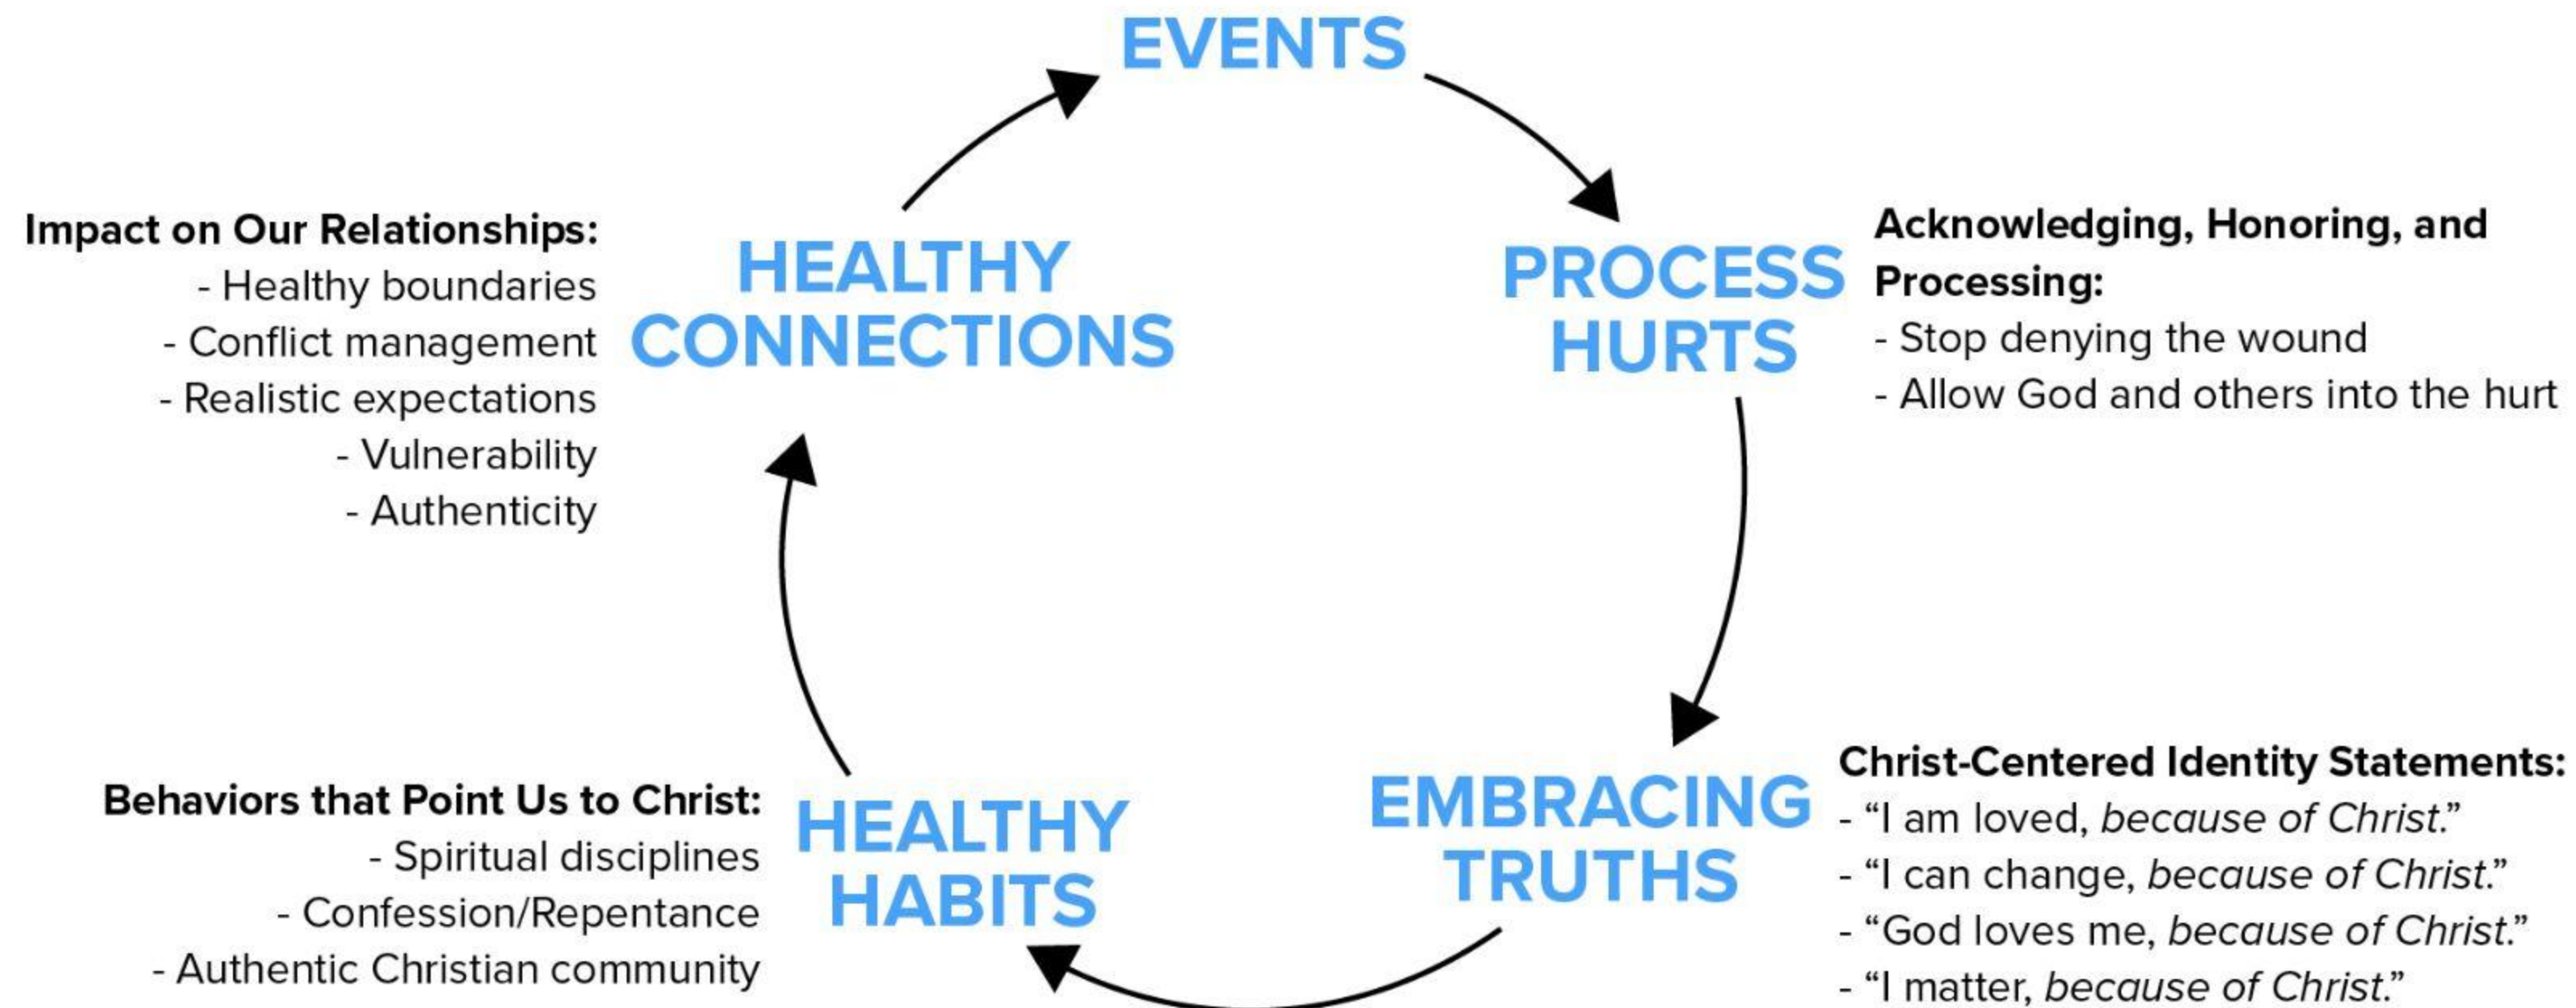 EVENTS
PROCESS
HURTS
Acknowledging, Honoring, and
Processing:
- Stop denying the wound
- Allow God and others into the hurt
EMBRACING
TRUTHS
Christ-Centered Identity Statements:
- “I am loved, because of Christ.”
- “I can change, because of Christ.”
- “God loves me, because of Christ.”
- “I matter, because of Christ.”
HEALTHY
HABITS
Behaviors that Point Us to Christ:
- Spiritual disciplines
- Confession/Repentance
- Authentic Christian community
HEALTHY
CONNECTIONS
Impact on Our Relationships:
- Healthy boundaries
- Conflict management
- Realistic expectations
- Vulnerability
- Authenticity